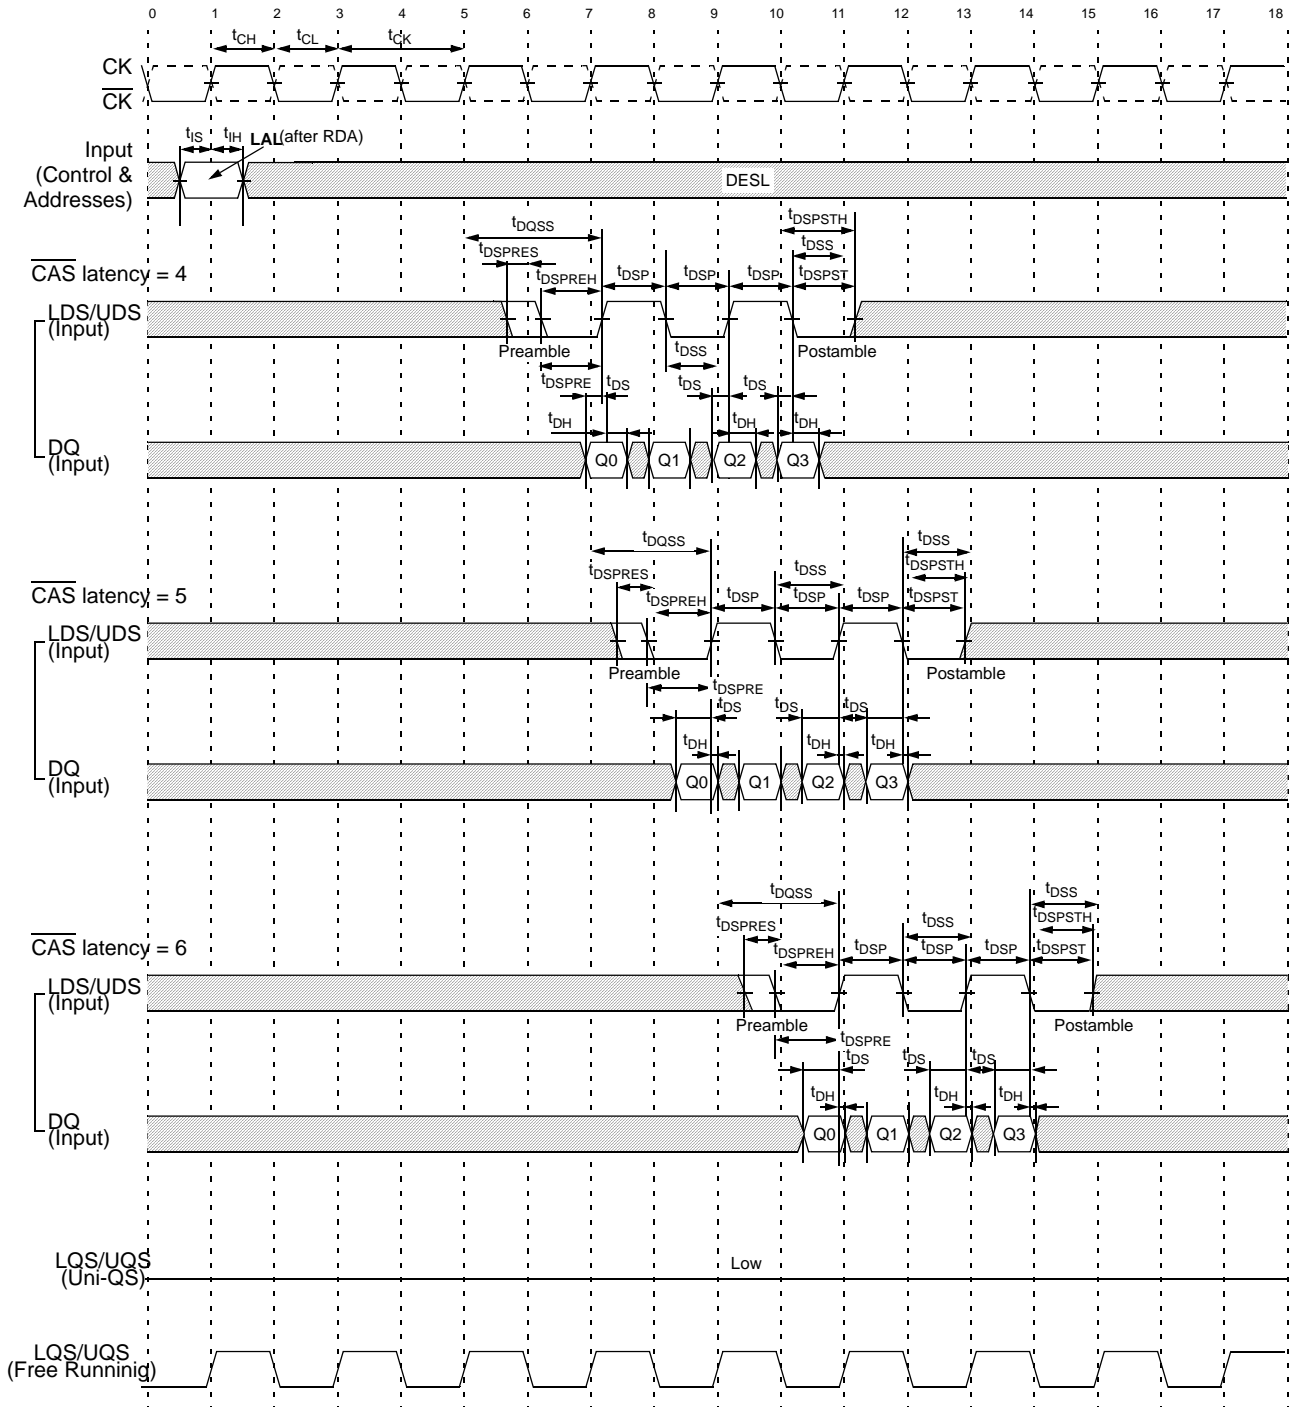 0 1 2 3 4 5 6 7 8 9 10 11 12 13 14 15 16 17 18
tCH tCL tCK
CK
CK
tIS tIH LAL (after RDA)
Input
(Control &
Addresses)
DESL
tDQSS tDSPSTH
tDSPRES tDSS
CAS latency = 4
tDSPREH tDSP tDSP tDSP tDSPST
LDS/UDS
(Input)
Preamble tDSS Postamble
tDSPRE tDS tDS tDS
tDH tDH tDH
DQ
(Input)
Q0 Q1 Q2 Q3
tDQSS tDSS
tDSPRES tDSS tDSPSTH
CAS latency = 5
tDSPREH tDSP tDSP tDSP tDSPST
LDS/UDS
(Input)
Preamble Postamble
tDSPRE
tDS tDS tDS
tDH tDH tDH
DQ
(Input)
Q0 Q1 Q2 Q3
tDQSS tDSS
tDSPRES tDSS tDSPSTH
CAS latency = 6
tDSPREH tDSP tDSP tDSP tDSPST
LDS/UDS
(Input)
Preamble Postamble
tDSPRE
tDS tDS tDS
tDH tDH tDH
DQ
(Input)
Q0 Q1 Q2 Q3
LQS/UQS
(Uni-QS)
Low
LQS/UQS
(Free Runninig)